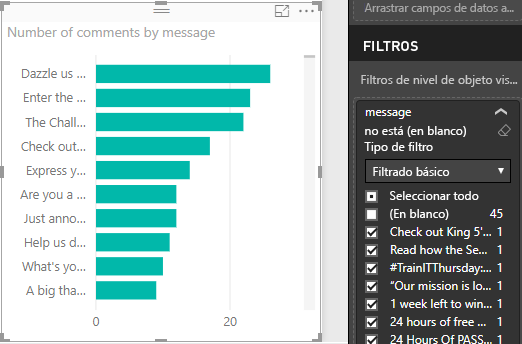 Number of comments by message
Dazzle us ...
Enter the ...
The Chall...
Check out...
Express y...
Are you a ...
Just anno...
Help us d...
What's yo...
A big tha...
0 20
Arrastrar campos de datos a...
FILTROS
Filtros de nivel de objeto vis...
message
no está (en blanco)
Tipo de filtro
Filtrado básico
Seleccionar todo
(En blanco) 45
Check out King 5'... 1
Read how the Se... 1
#TrainITThursday:... 1
“Our mission is lo... 1
1 week left to win... 1
24 hours of free ... 1
24 Hours Of PASS... 1